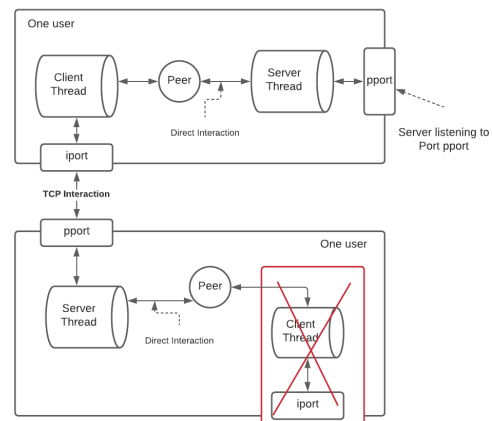 One user
Client
Thread
Peer
Server
Thread
pport
Direct Interaction
Server listening to
Port pport
iport
TCP Interaction
pport
One user
Peer
Server
Thread
Direct Interaction
Client
Thread
iport